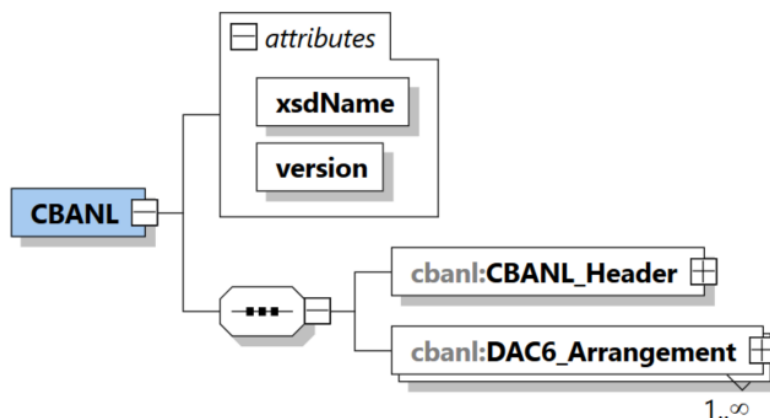 attributes
xsdName
version
CBANL
cbanl:CBANL_Header
cbanl:DAC6_Arrangement
1..∞